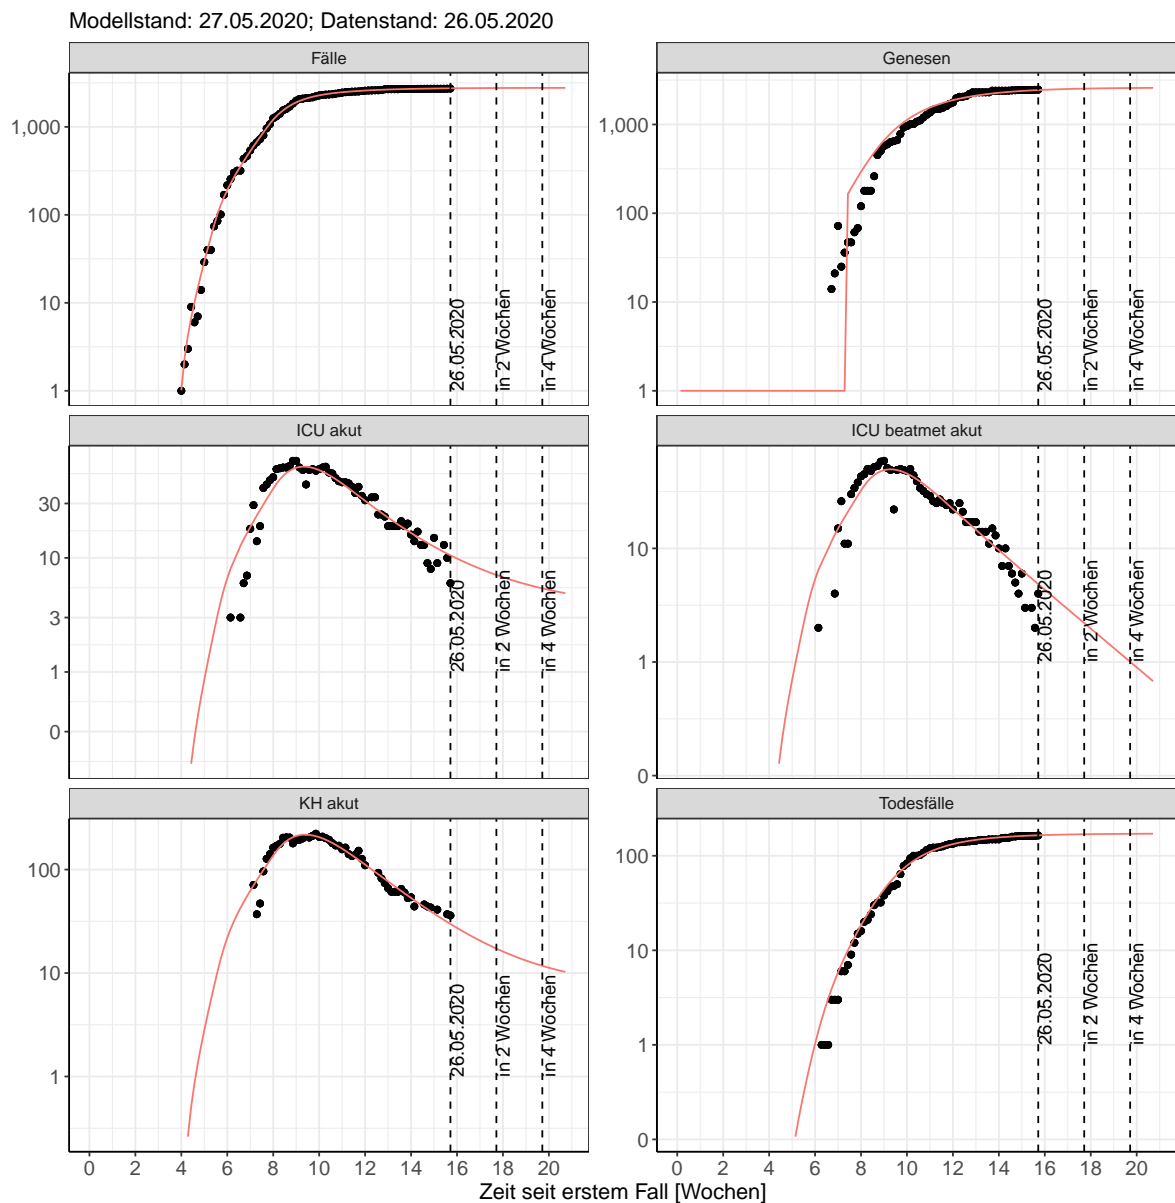 Modellstand: 27.05.2020; Datenstand: 26.05.2020
Fälle
1,000
100
10
1
26.05.2020
in 2 Wochen
in 4 Wochen
Genesen
1,000
100
10
1
26.05.2020
in 2 Wochen
in 4 Wochen
ICU akut
30
10
3
1
0
26.05.2020
in 2 Wochen
in 4 Wochen
ICU beatmet akut
10
1
0
26.05.2020
in 2 Wochen
in 4 Wochen
KH akut
100
10
1
26.05.2020
in 2 Wochen
in 4 Wochen
0 2 4 6 8 10 12 14 16 18 20
Todesfälle
100
10
1
0
26.05.2020
in 2 Wochen
in 4 Wochen
0 2 4 6 8 10 12 14 16 18 20
Zeit seit erstem Fall [Wochen]